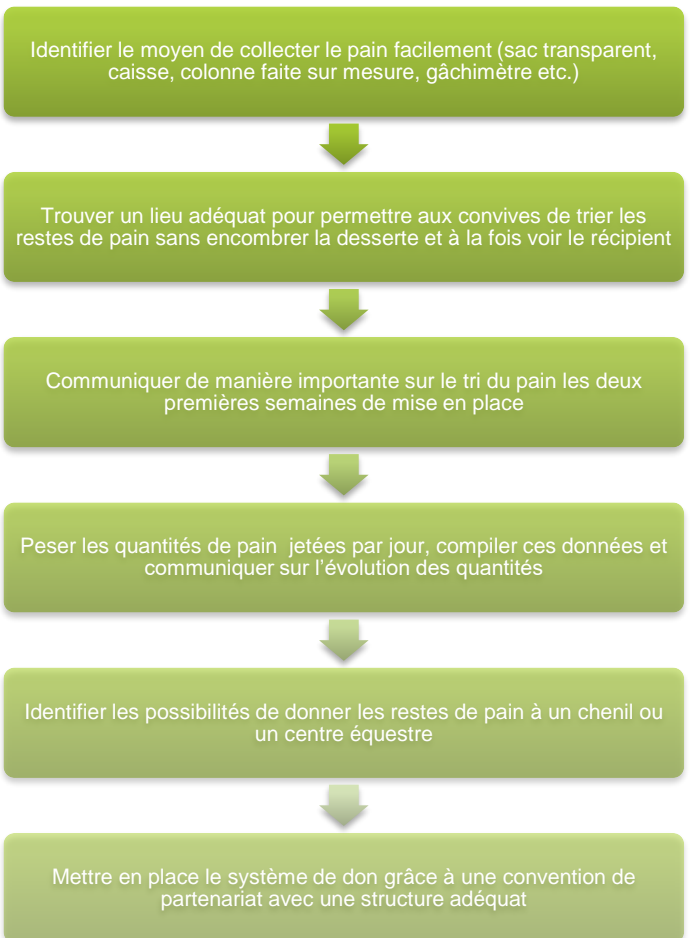 Identifier le moyen de collecter le pain facilement (sac transparent,
caisse, colonne faite sur mesure, gâchimètre etc.)
Trouver un lieu adéquat pour permettre aux convives de trier les
restes de pain sans encombrer la desserte et à la fois voir le récipient
Communiquer de manière importante sur le tri du pain les deux
premières semaines de mise en place
Peser les quantités de pain  jetées par jour, compiler ces données et
communiquer sur l'évolution des quantités
Identifier les possibilités de donner les restes de pain à un chenil ou
un centre équestre
Mettre en place le système de don grâce à une convention de
partenariat avec une structure adéquat